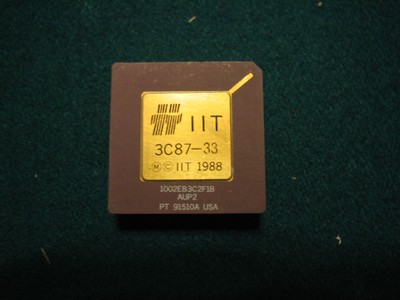 IIT
3C87-33
Ⓜ © IIT 1988
1002EB3C2F1B
AUP2
PT 91510A USA